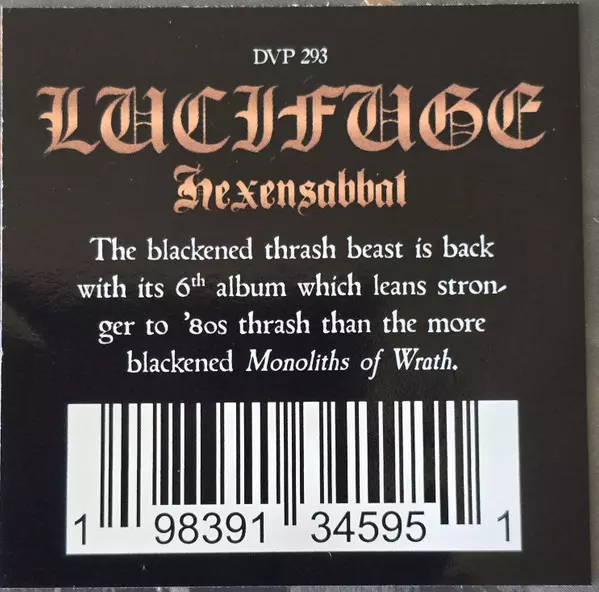 DVP 293
LUCIFUGE
Hexensabbat
The blackened thrash beast is back
with its 6th album which leans stron-
ger to '80s thrash than the more
blackened Monoliths of Wrath.
1 98391 34595 1